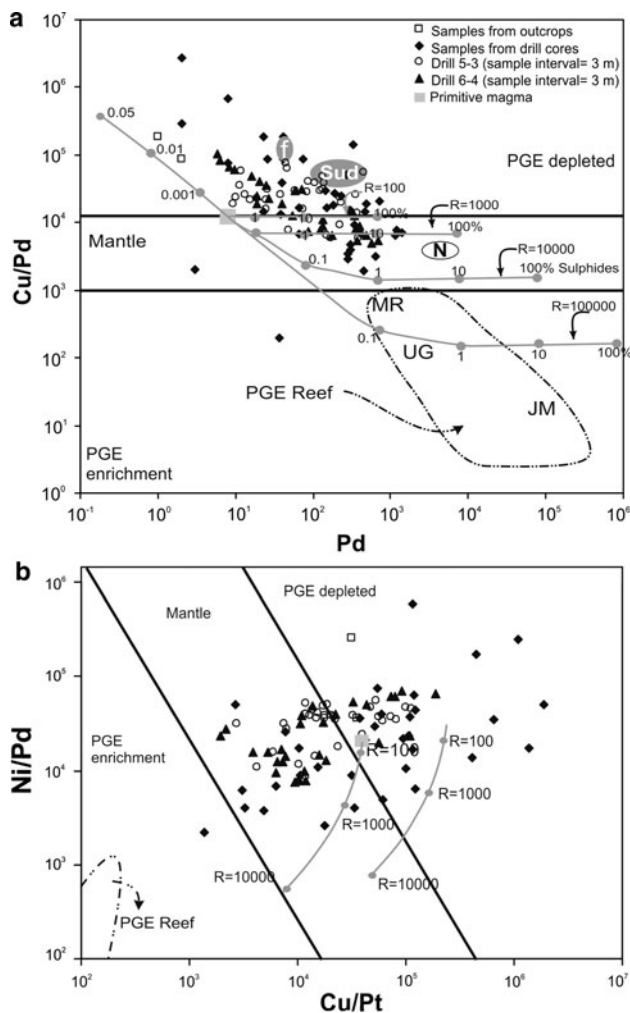 a
10⁷
10⁶
10⁵
10⁴
10³
10²
10¹
10⁰
Cu/Pd
□ Samples from outcrops
◆ Samples from drill cores
○ Drill 5-3 (sample interval= 3 m)
▲ Drill 6-4 (sample interval= 3 m)
Primitive magma
0.05
0.01
0.001
f
Sud
PGE depleted
R=100
R=1000
1 10 100%
Mantle
1 10 100%
N
R=10000
0.1
1 10 100% Sulphides
R=100000
MR
0.1
UG
1 10 100%
PGE Reef
JM
PGE
enrichment
10⁻¹ 10⁰ 10¹ 10² 10³ 10⁴ 10⁵ 10⁶
Pd
b
10⁶
10⁵
10⁴
10³
10²
Ni/Pd
Mantle
PGE depleted
PGE
enrichment
R=100
R=100
R=1000
R=1000
R=10000
R=10000
PGE Reef
10² 10³ 10⁴ 10⁵ 10⁶ 10⁷
Cu/Pt